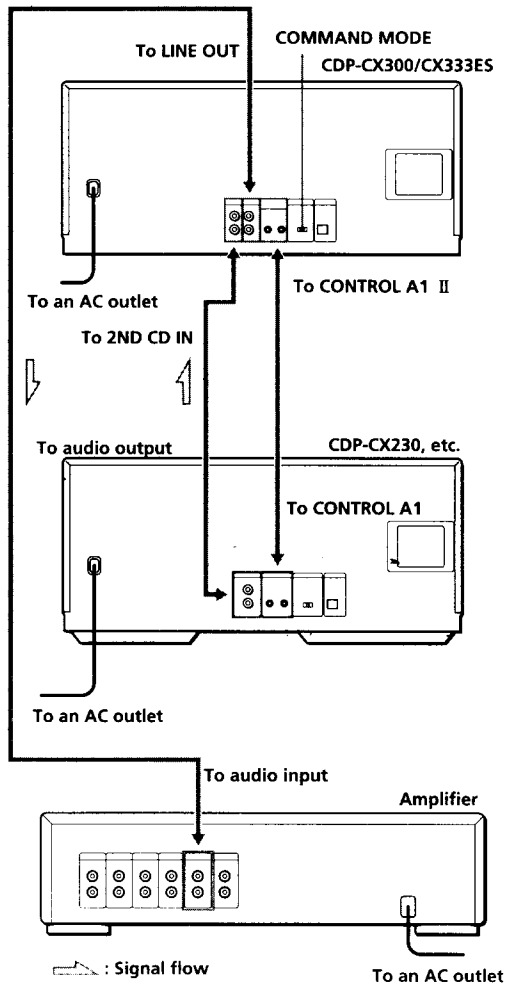 To LINE OUT
COMMAND MODE
CDP-CX300/CX333ES
To an AC outlet
To CONTROL A1 II
To 2ND CD IN
To audio output
CDP-CX230, etc.
To CONTROL A1
To an AC outlet
To audio input
Amplifier
: Signal flow
To an AC outlet